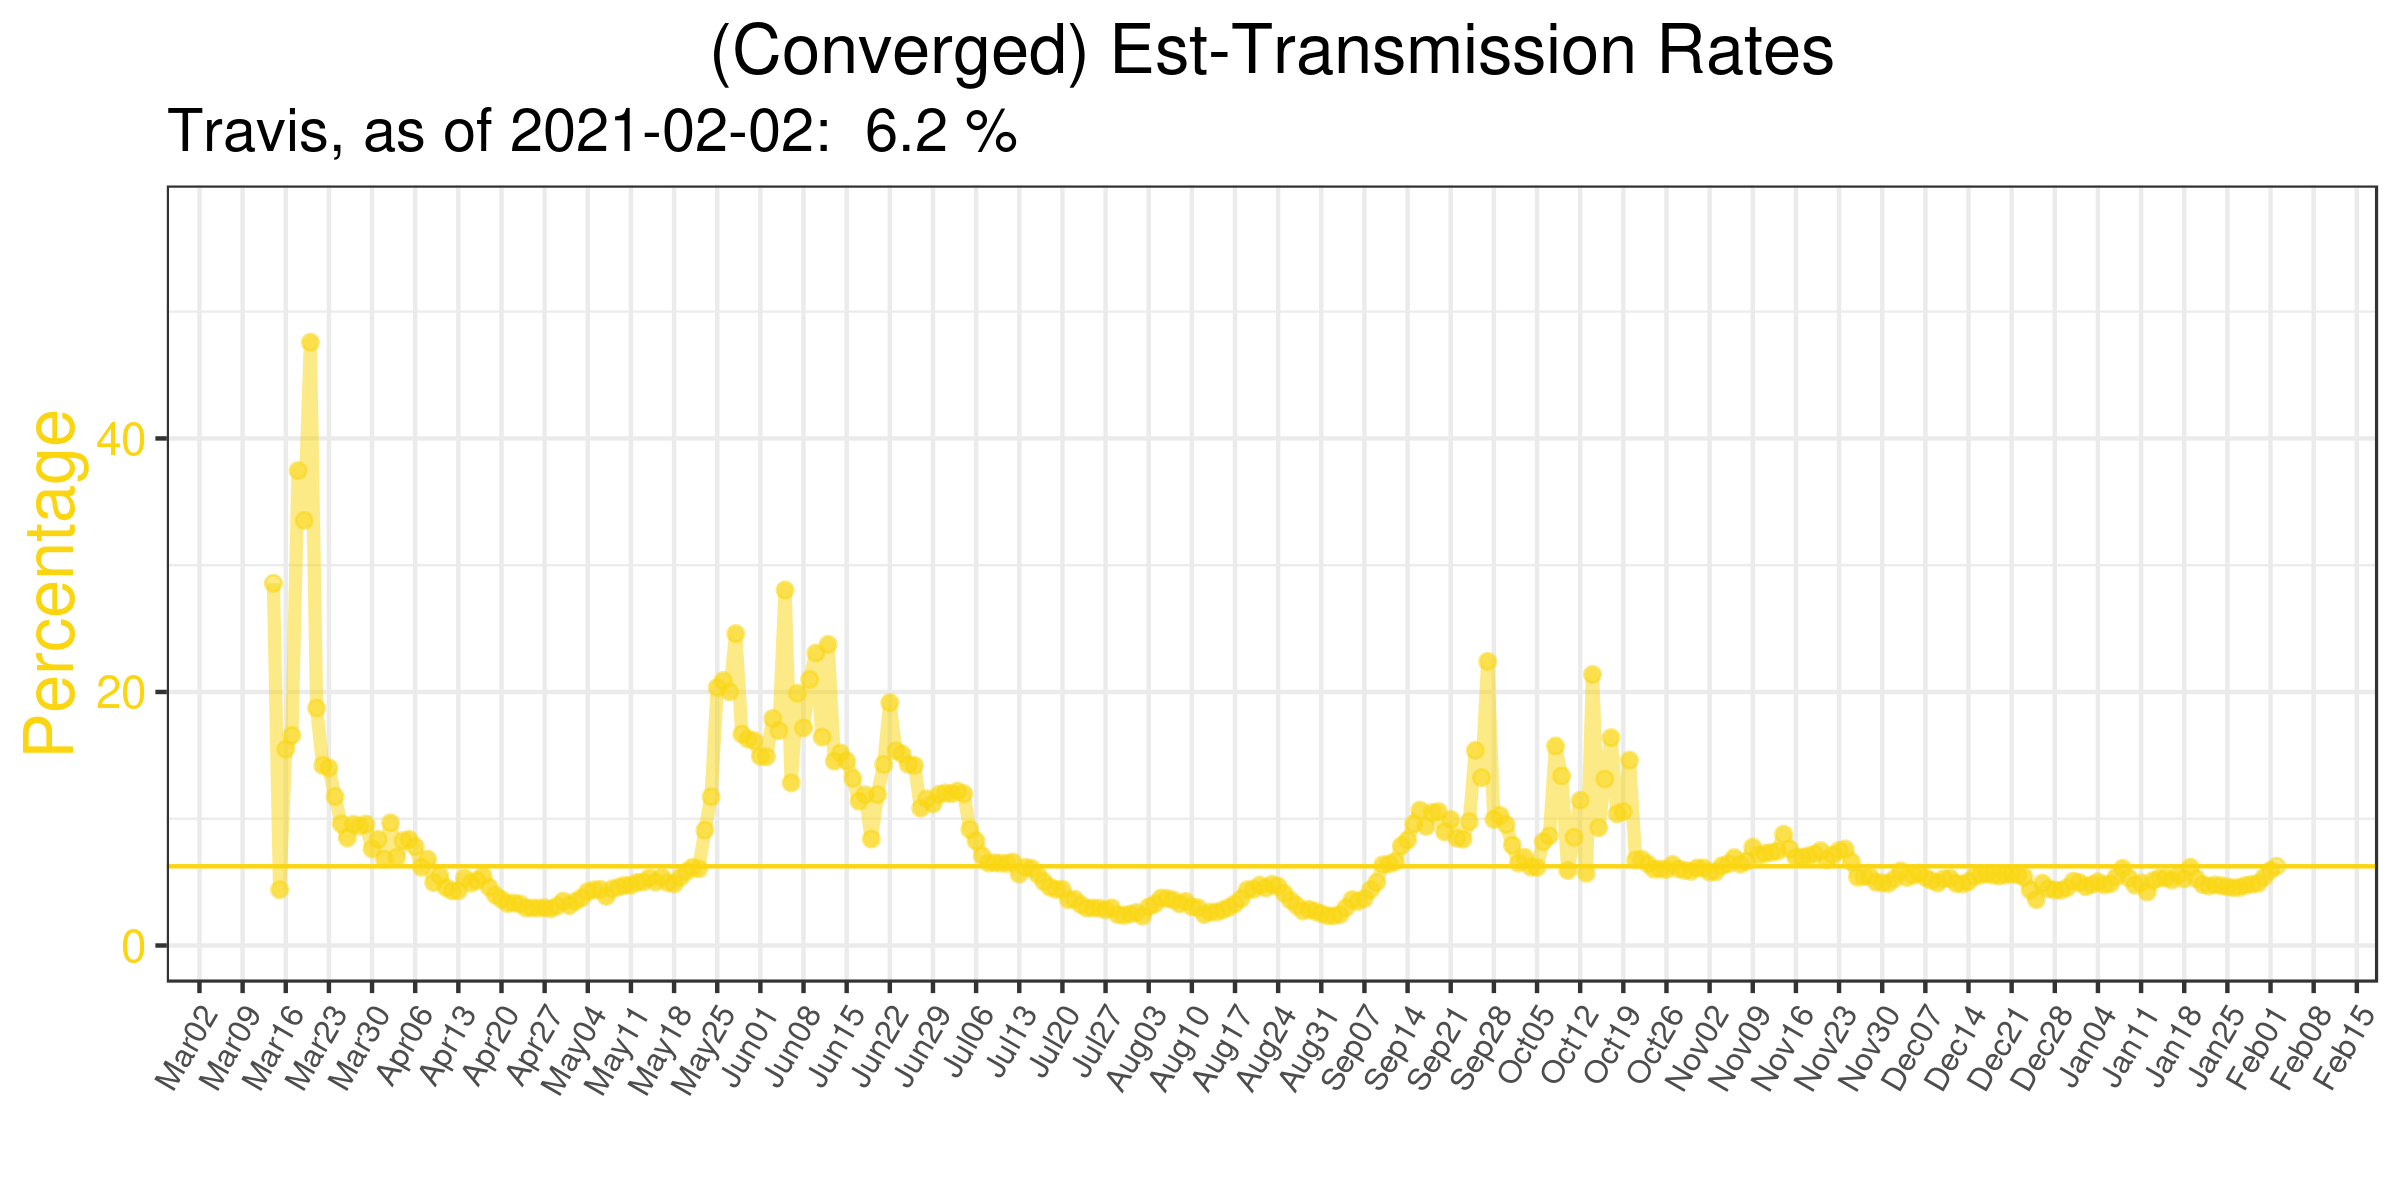 (Converged) Est-Transmission Rates
Travis, as of 2021-02-02:  6.2 %
Percentage
40
20
0
Mar02 Mar09 Mar16 Mar23 Mar30 Apr06 Apr13 Apr20 Apr27 May04 May11 May18 May25 Jun01 Jun08 Jun15 Jun22 Jun29 Jul06 Jul13 Jul20 Jul27 Aug03 Aug10 Aug17 Aug24 Aug31 Sep07 Sep14 Sep21 Sep28 Oct05 Oct12 Oct19 Oct26 Nov02 Nov09 Nov16 Nov23 Nov30 Dec07 Dec14 Dec21 Dec28 Jan04 Jan11 Jan18 Jan25 Feb01 Feb08 Feb15